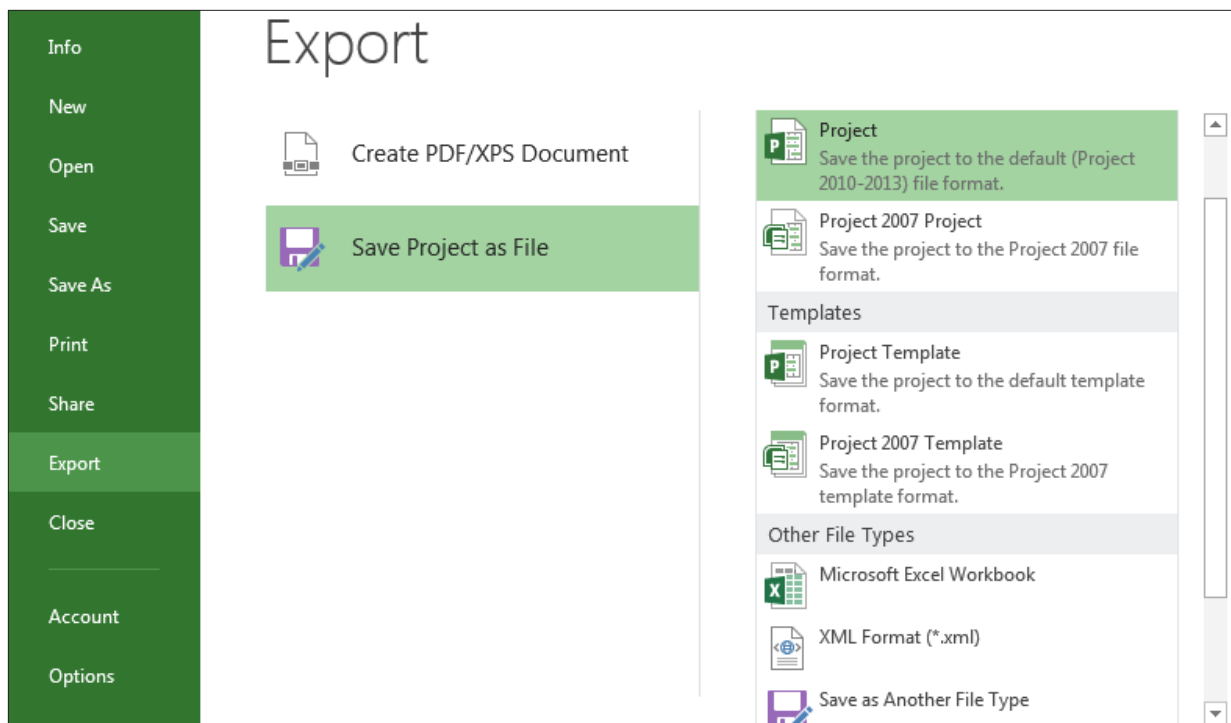 Export
Info
New
Open
Save
Save As
Print
Share
Export
Close
Account
Options
Create PDF/XPS Document
Save Project as File
Project
Save the project to the default (Project
2010-2013) file format.
Project 2007 Project
Save the project to the Project 2007 file
format.
Templates
Project Template
Save the project to the default template
format.
Project 2007 Template
Save the project to the Project 2007
template format.
Other File Types
Microsoft Excel Workbook
XML Format (*.xml)
Save as Another File Type